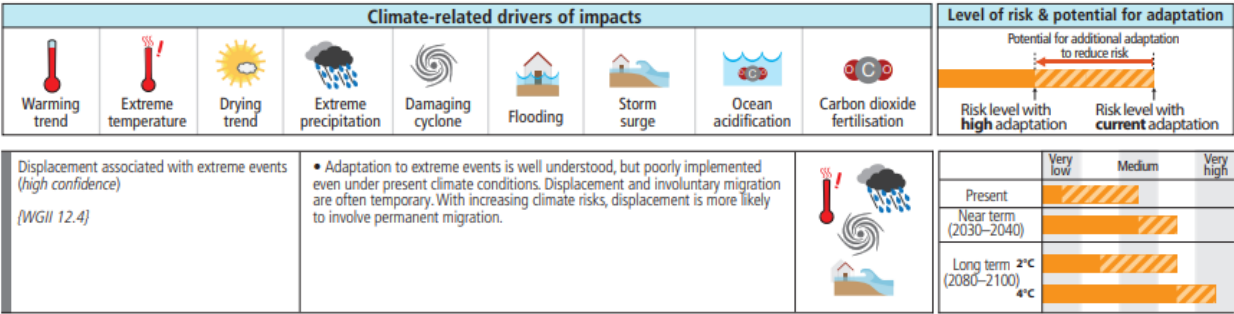 Climate-related drivers of impacts
Level of risk & potential for adaptation
Warming
trend
Extreme
temperature
Drying
trend
Extreme
precipitation
Damaging
cyclone
Flooding
Storm
surge
Ocean
acidification
Carbon dioxide
fertilisation
Potential for additional adaptation
to reduce risk
Risk level with
high adaptation
Risk level with
current adaptation
Displacement associated with extreme events
(high confidence)
{WGII 12.4}
• Adaptation to extreme events is well understood, but poorly implemented
even under present climate conditions. Displacement and involuntary migration
are often temporary. With increasing climate risks, displacement is more likely
to involve permanent migration.
Very
low
Medium
Very
high
Present
Near term
(2030–2040)
Long term 2°C
(2080–2100)
4°C